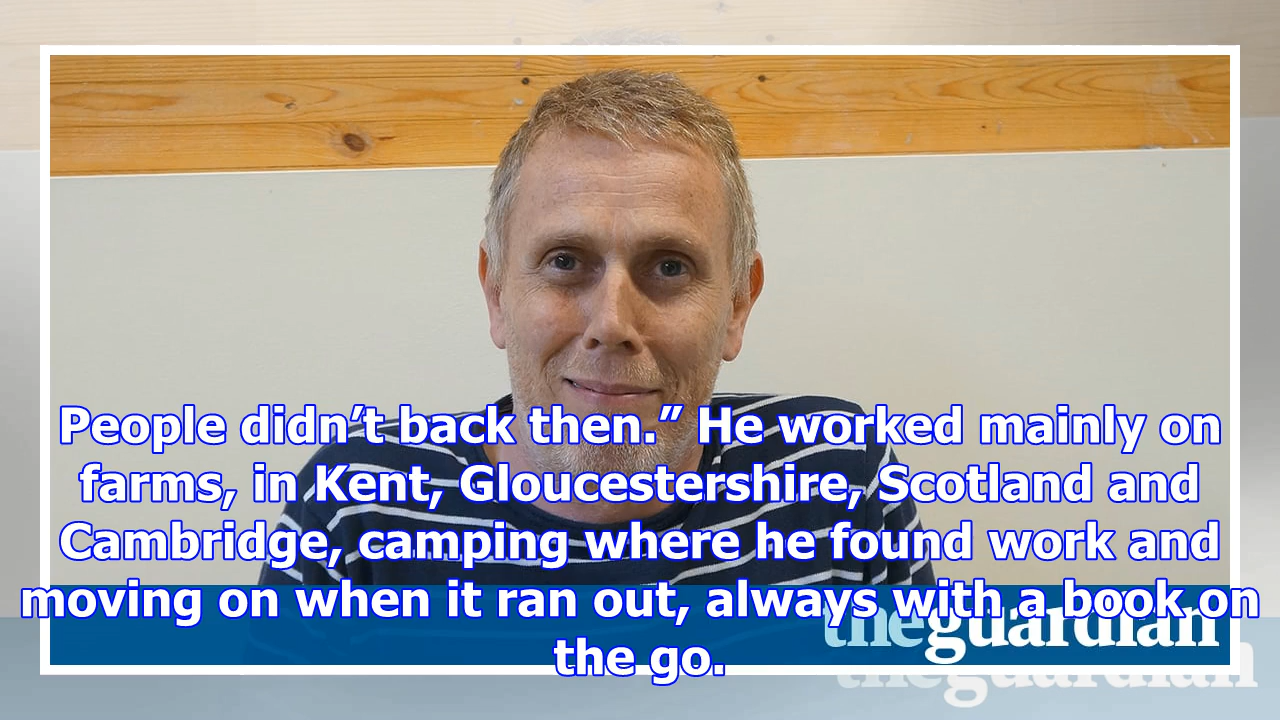 People didn’t back then.” He worked mainly on
farms, in Kent, Gloucestershire, Scotland and
Cambridge, camping where he found work and
moving on when it ran out, always with a book on
the go.
theguardian
theguardian